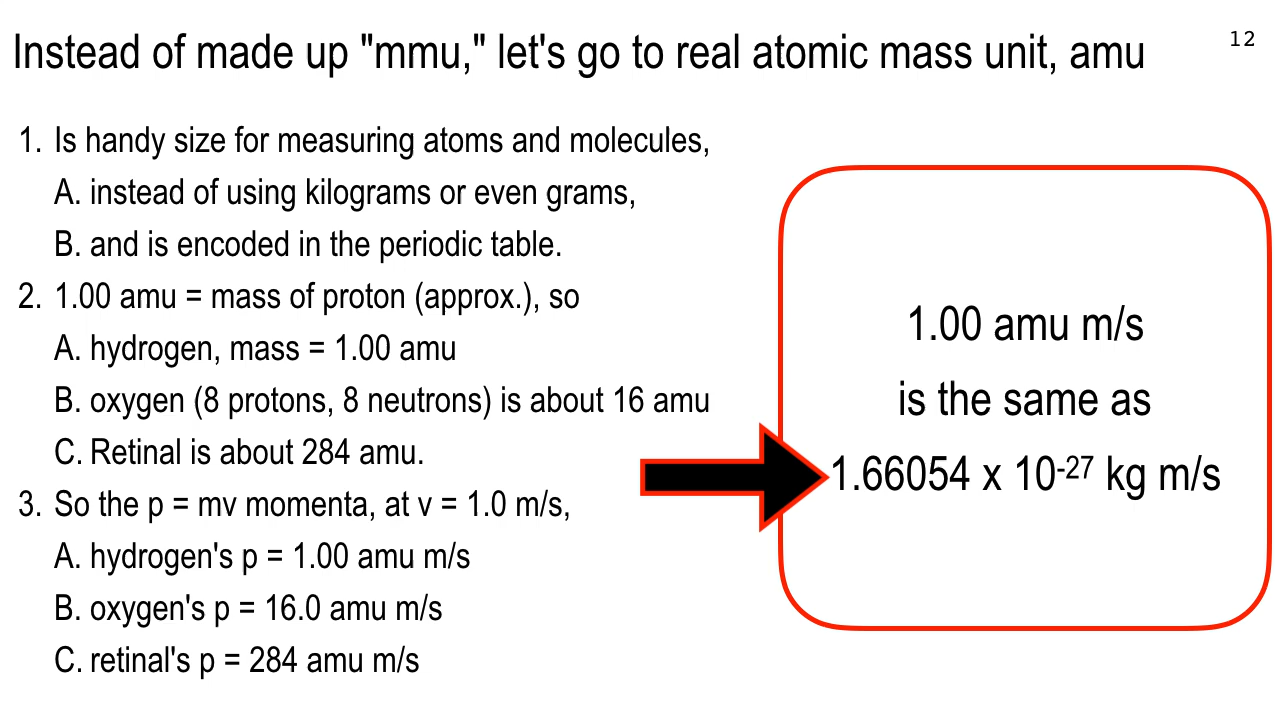 Instead of made up "mmu," let's go to real atomic mass unit, amu
12
1. Is handy size for measuring atoms and molecules,
A. instead of using kilograms or even grams,
B. and is encoded in the periodic table.
2. 1.00 amu = mass of proton (approx.), so
A. hydrogen, mass = 1.00 amu
B. oxygen (8 protons, 8 neutrons) is about 16 amu
C. Retinal is about 284 amu.
3. So the p = mv momenta, at v = 1.0 m/s,
A. hydrogen's p = 1.00 amu m/s
B. oxygen's p = 16.0 amu m/s
C. retinal's p = 284 amu m/s
1.00 amu m/s
is the same as
1.66054 x 10⁻²⁷ kg m/s